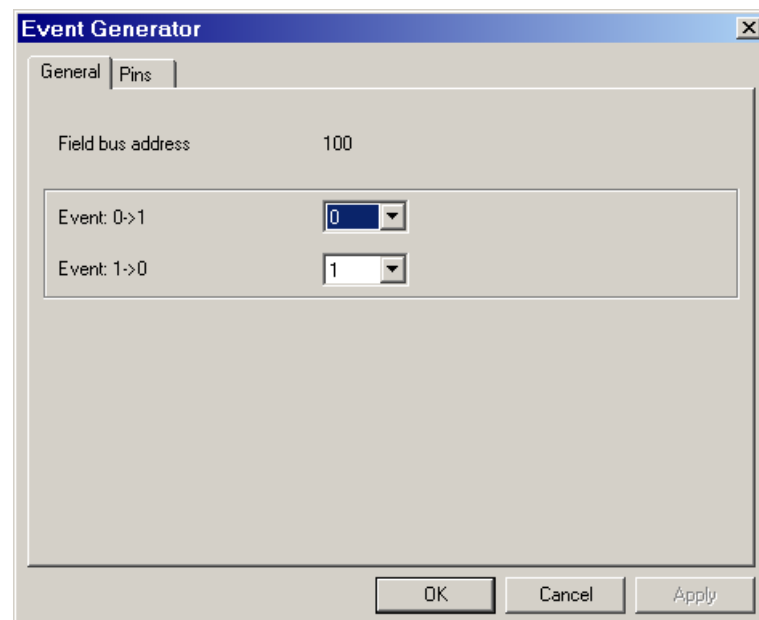 Event Generator
General Pins
Field bus address 100
Event: 0->1 0
Event: 1->0 1
OK Cancel Apply